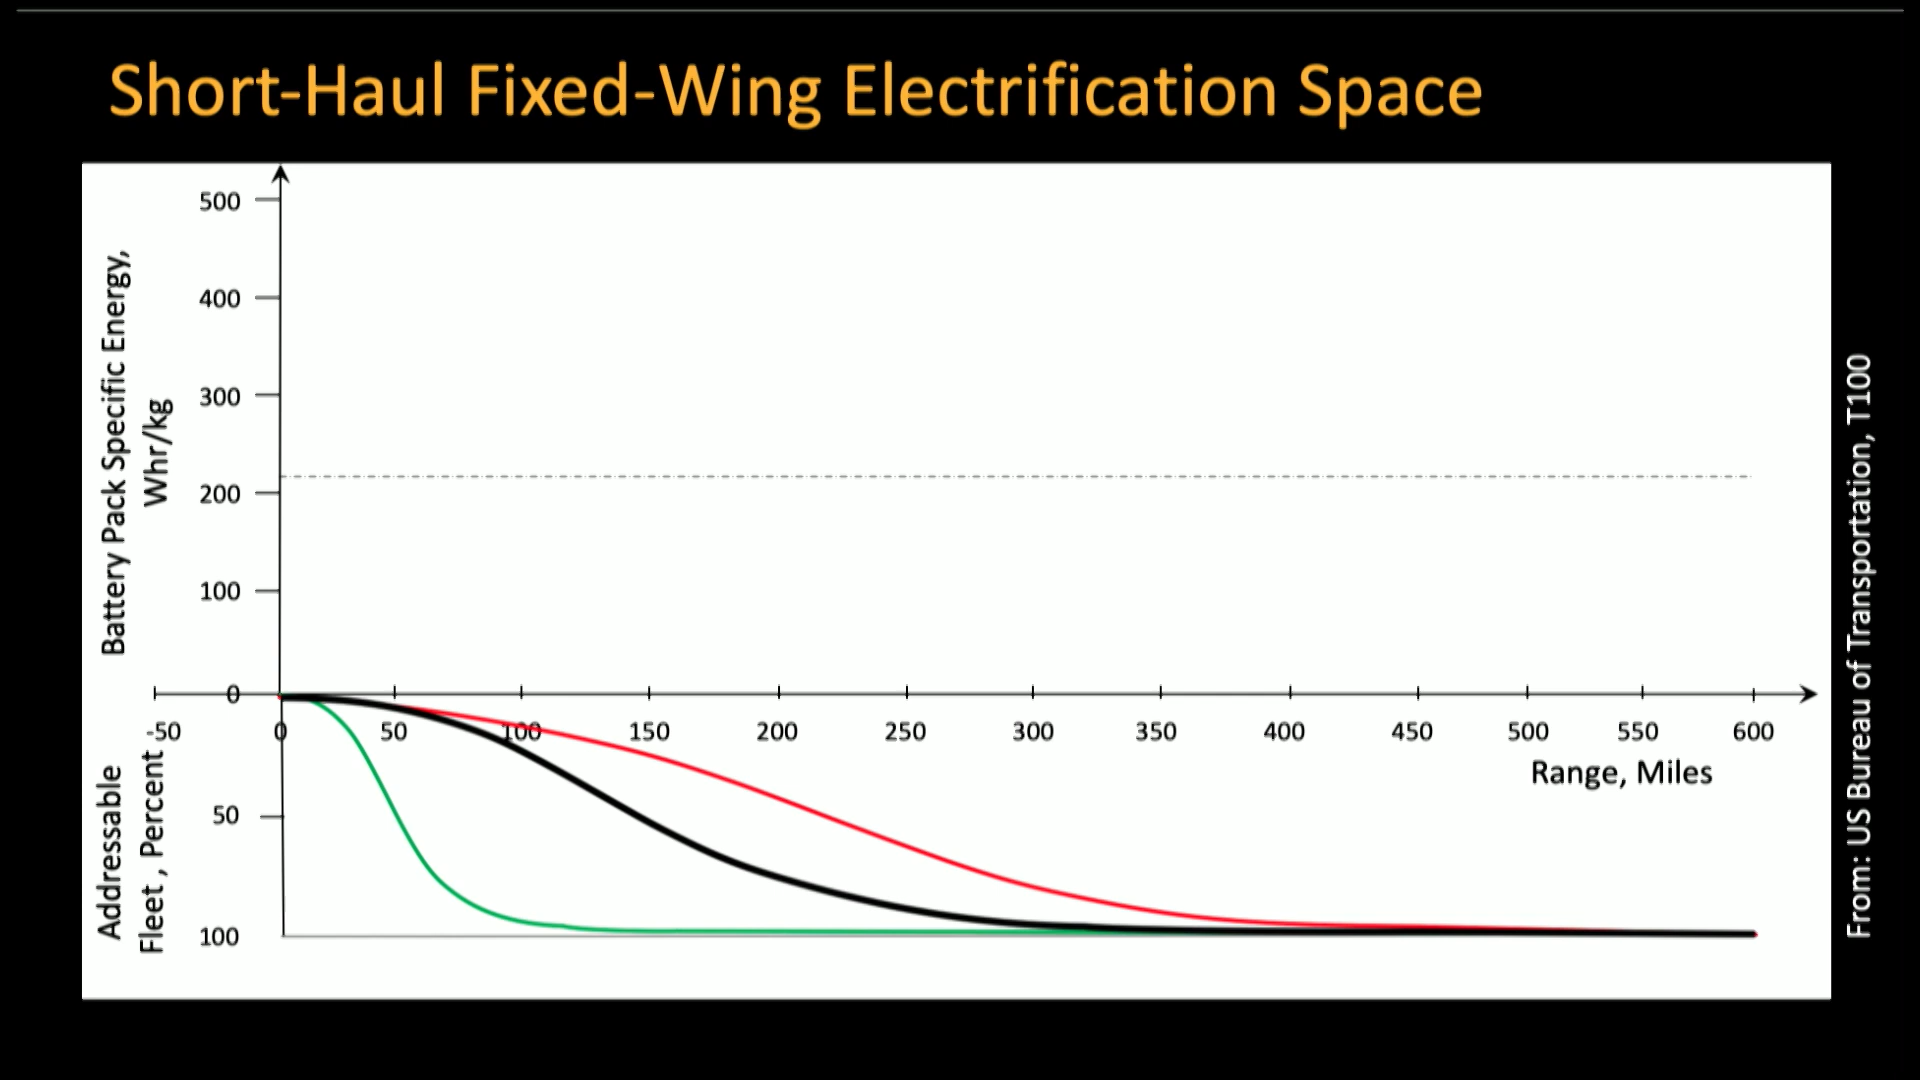 Short-Haul Fixed-Wing Electrification Space
Battery Pack Specific Energy,
Whr/kg
500
400
300
200
100
0
-50 0 50 100 150 200 250 300 350 400 450 500 550 600
Range, Miles
Addressable
Fleet , Percent
50
100
From: US Bureau of Transportation, T100